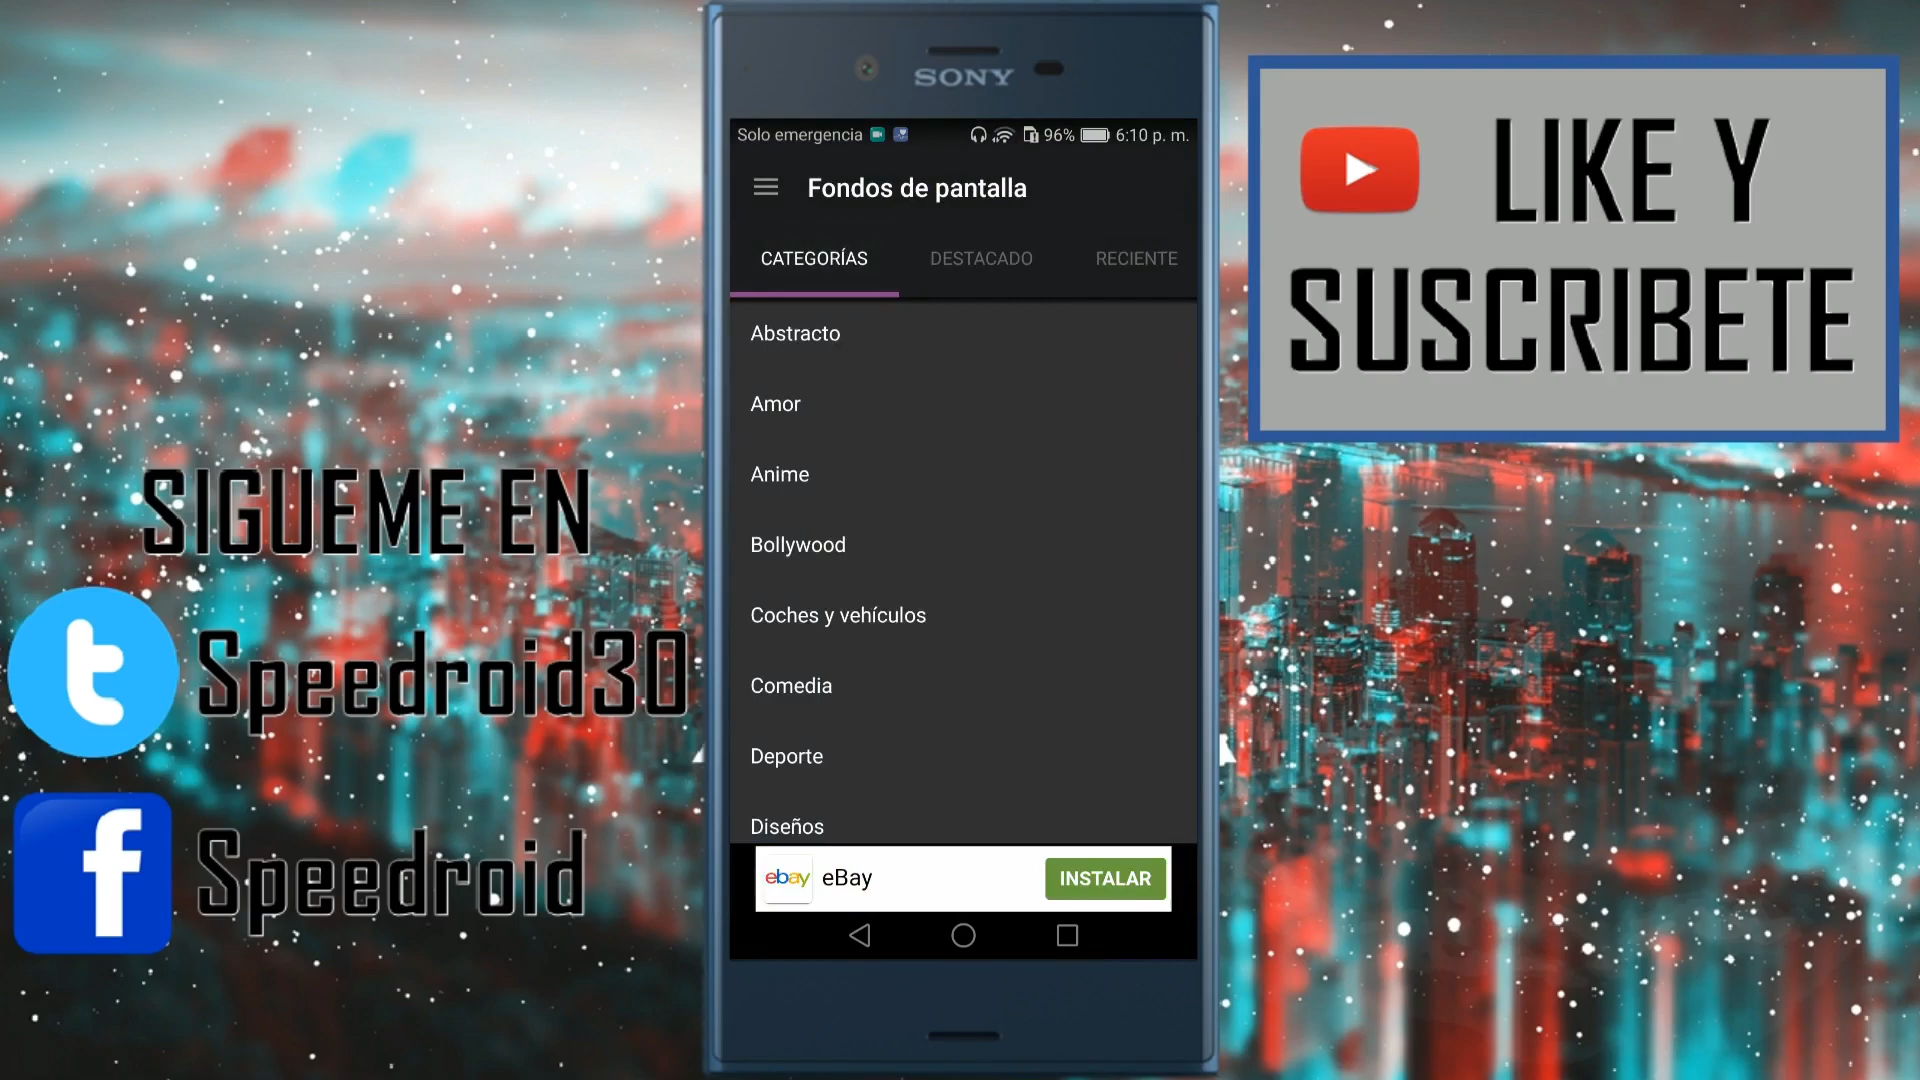 SONY
Solo emergencia 96% 6:10 p. m.
Fondos de pantalla
CATEGORÍAS DESTACADO RECIENTE
Abstracto
Amor
Anime
Bollywood
Coches y vehículos
Comedia
Deporte
Diseños
ebay eBay INSTALAR
LIKE Y
SUSCRIBETE
SIGUEME EN
t Speedroid30
f Speedroid